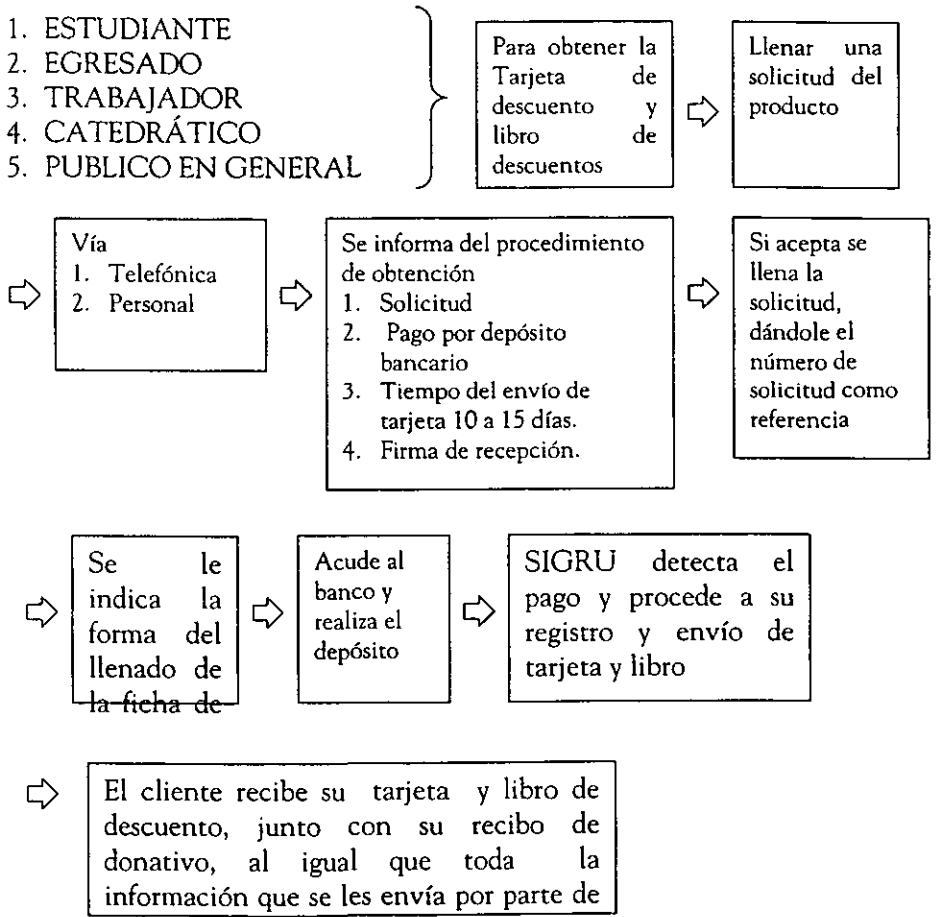 1. ESTUDIANTE
2. EGRESADO
3. TRABAJADOR
4. CATEDRÁTICO
5. PUBLICO EN GENERAL
Para obtener la
Tarjeta de
descuento y
libro de
descuentos
Llenar una
solicitud del
producto
Vía
1. Telefónica
2. Personal
Se informa del procedimiento
de obtención
1. Solicitud
2. Pago por depósito
bancario
3. Tiempo del envío de
tarjeta 10 a 15 días.
4. Firma de recepción.
Si acepta se
llena la
solicitud,
dándole el
número de
solicitud como
referencia
Se le
indica la
forma del
llenado de
la ficha de
Acude al
banco y
realiza el
depósito
SIGRU detecta el
pago y procede a su
registro y envío de
tarjeta y libro
El cliente recibe su tarjeta y libro de
descuento, junto con su recibo de
donativo, al igual que toda la
información que se les envía por parte de